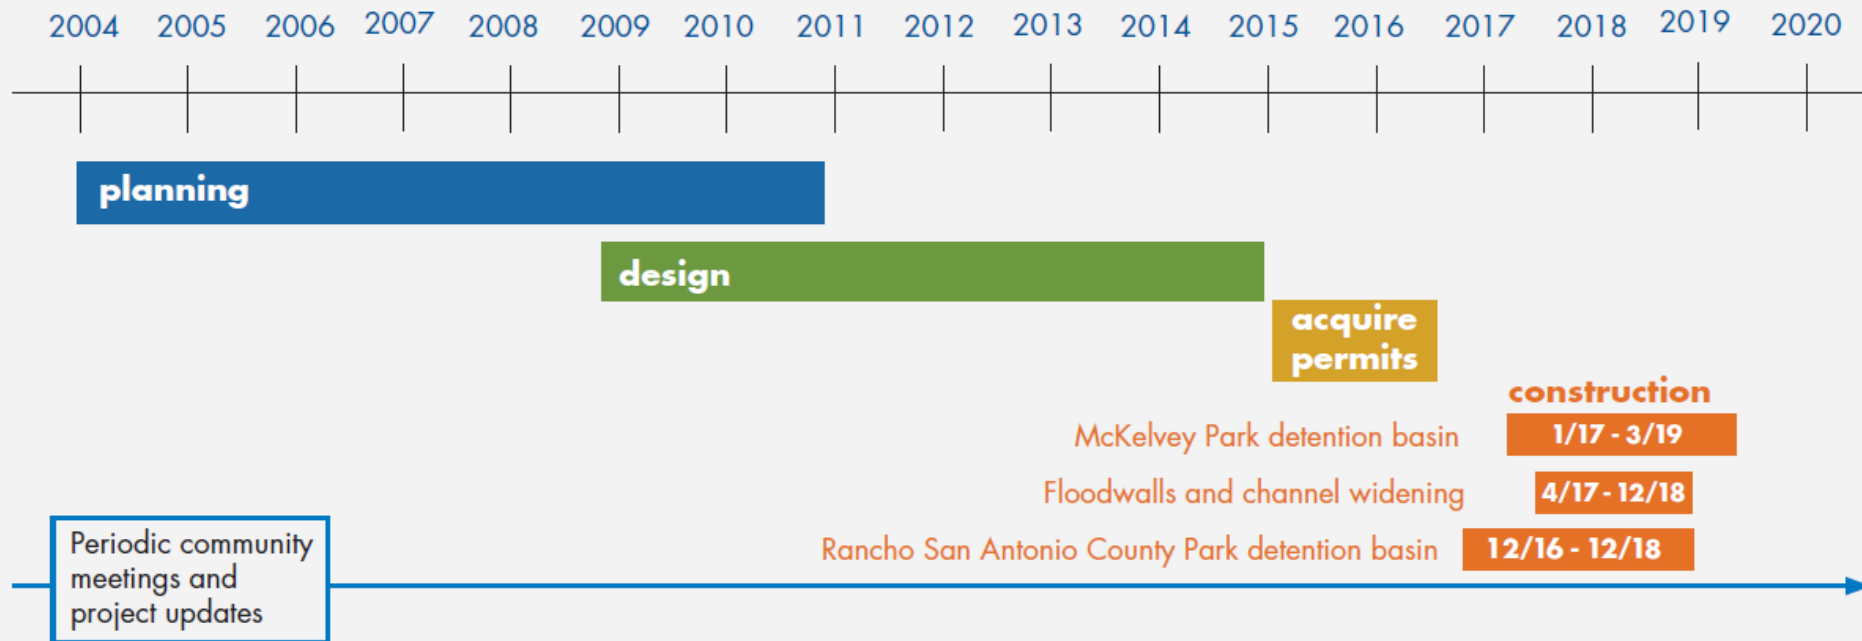 2004 2005 2006 2007 2008 2009 2010 2011 2012 2013 2014 2015 2016 2017 2018 2019 2020
planning
design
acquire
permits
construction
McKelvey Park detention basin 1/17 - 3/19
Floodwalls and channel widening 4/17 - 12/18
Rancho San Antonio County Park detention basin 12/16 - 12/18
Periodic community
meetings and
project updates